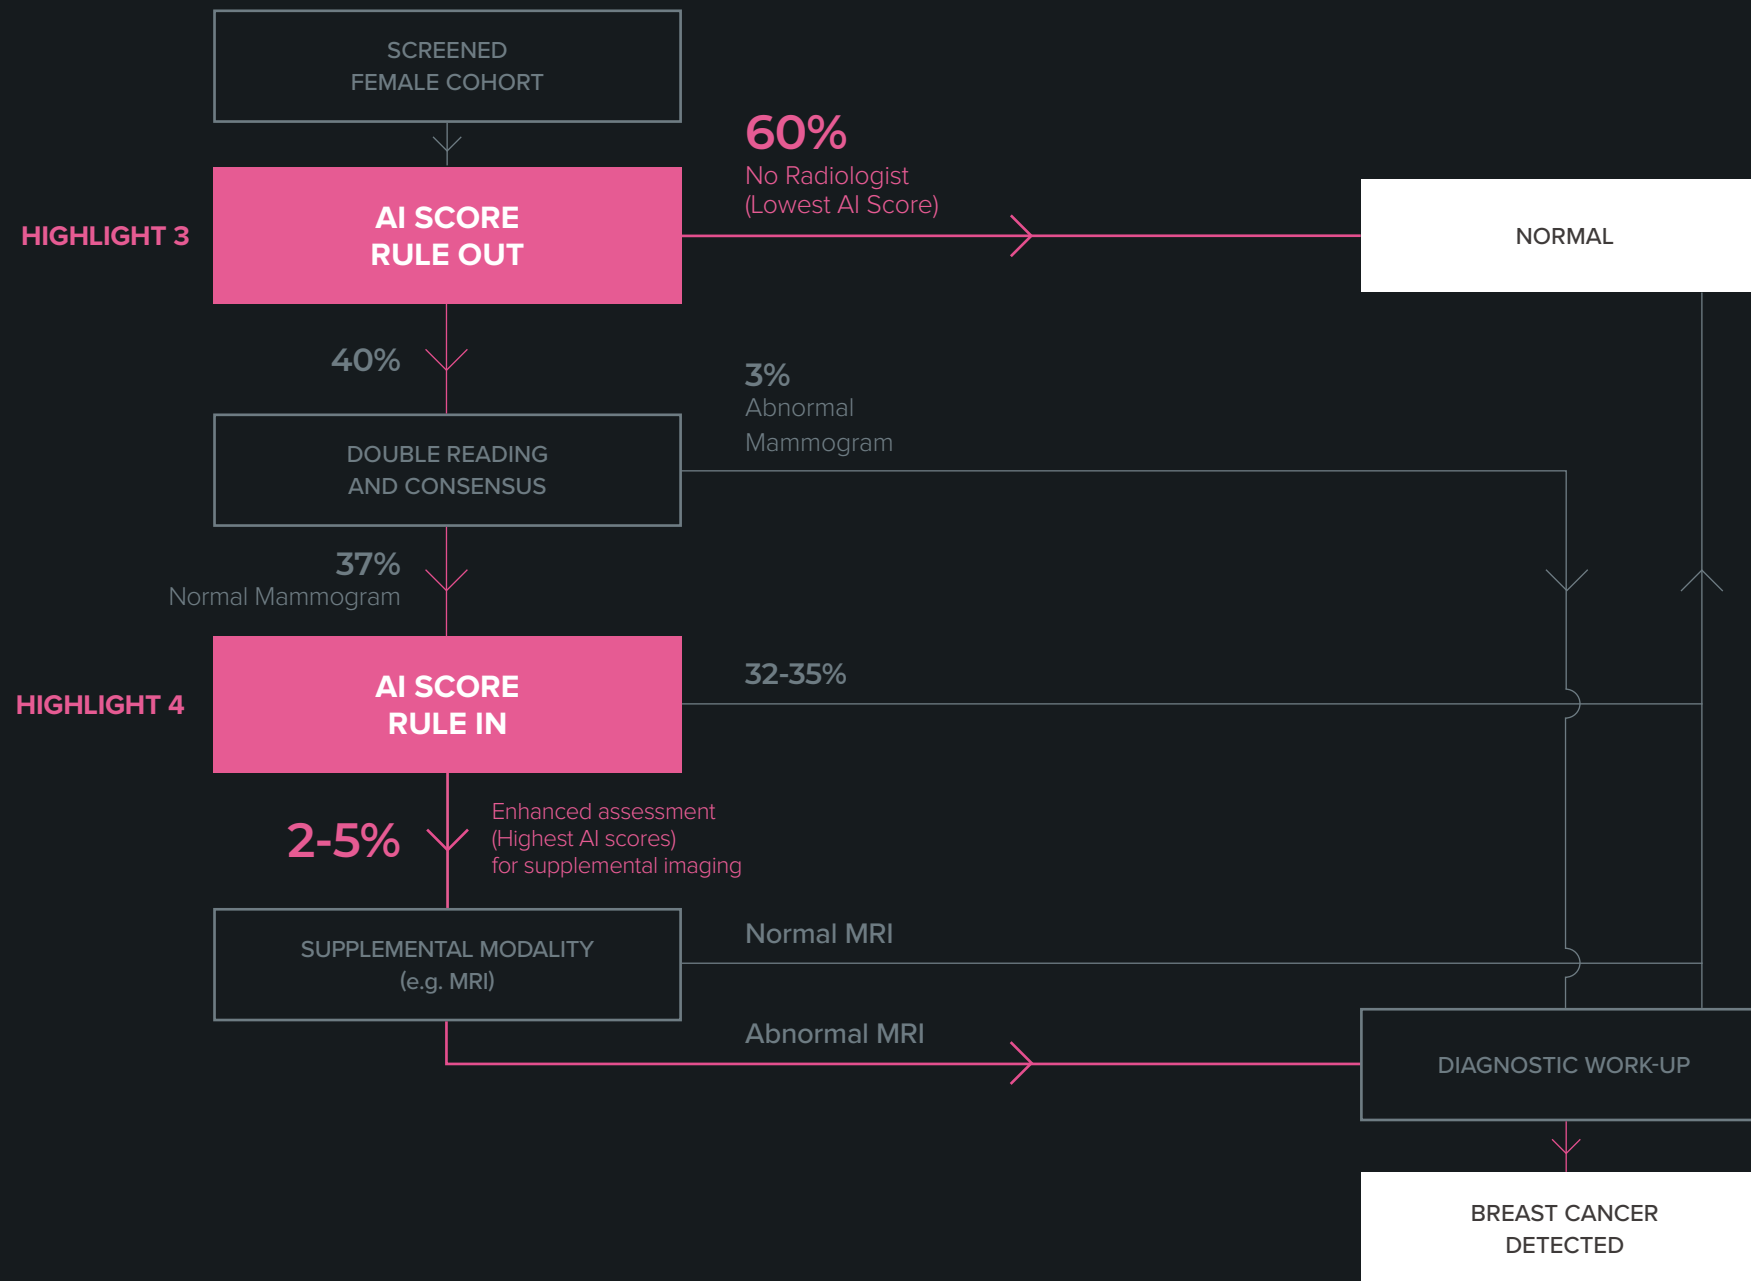 SCREENED
FEMALE COHORT
60%
No Radiologist
(Lowest AI Score)
HIGHLIGHT 3
AI SCORE
RULE OUT
NORMAL
40%
3%
Abnormal
Mammogram
DOUBLE READING
AND CONSENSUS
37%
Normal Mammogram
HIGHLIGHT 4
AI SCORE
RULE IN
32-35%
2-5%
Enhanced assessment
(Highest AI scores)
for supplemental imaging
SUPPLEMENTAL MODALITY
(e.g. MRI)
Normal MRI
Abnormal MRI
DIAGNOSTIC WORK-UP
BREAST CANCER
DETECTED